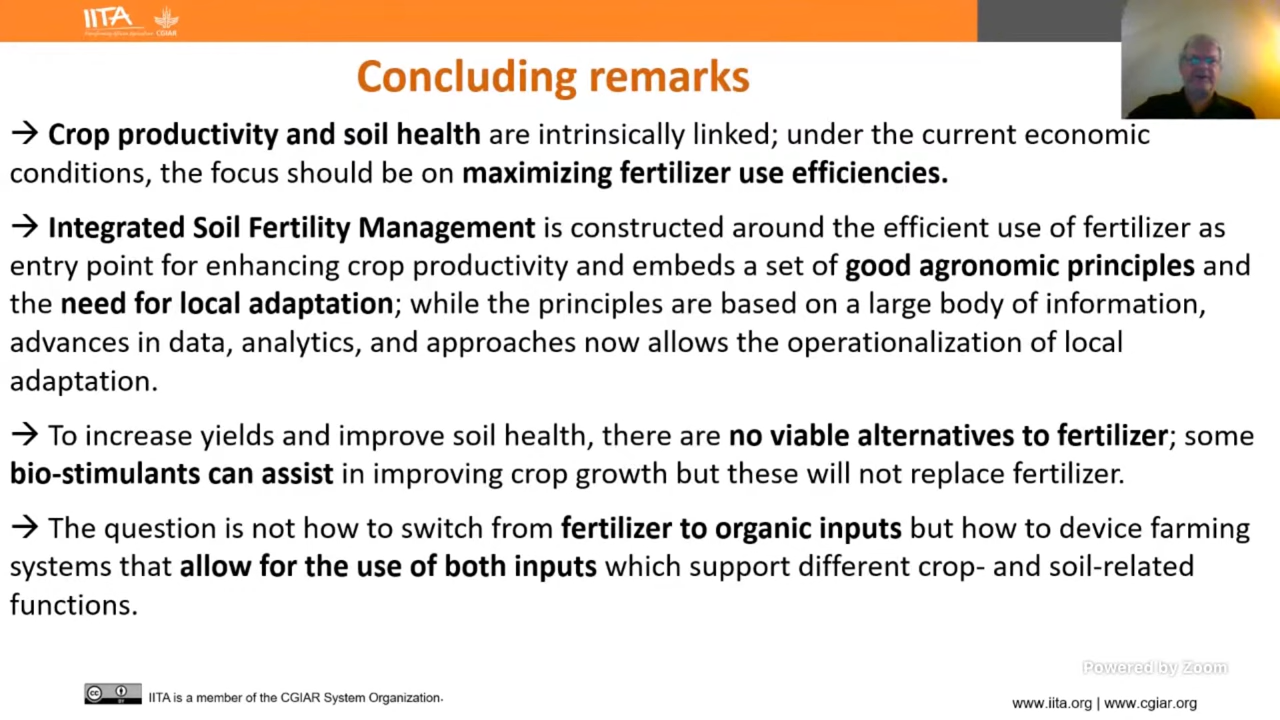 IITA
Transforming African Agriculture
CGIAR
Concluding remarks
→ Crop productivity and soil health are intrinsically linked; under the current economic
conditions, the focus should be on maximizing fertilizer use efficiencies.
→ Integrated Soil Fertility Management is constructed around the efficient use of fertilizer as
entry point for enhancing crop productivity and embeds a set of good agronomic principles and
the need for local adaptation; while the principles are based on a large body of information,
advances in data, analytics, and approaches now allows the operationalization of local
adaptation.
→ To increase yields and improve soil health, there are no viable alternatives to fertilizer; some
bio-stimulants can assist in improving crop growth but these will not replace fertilizer.
→ The question is not how to switch from fertilizer to organic inputs but how to device farming
systems that allow for the use of both inputs which support different crop- and soil-related
functions.
Powered by Zoom
cc BY IITA is a member of the CGIAR System Organization.
www.iita.org | www.cgiar.org